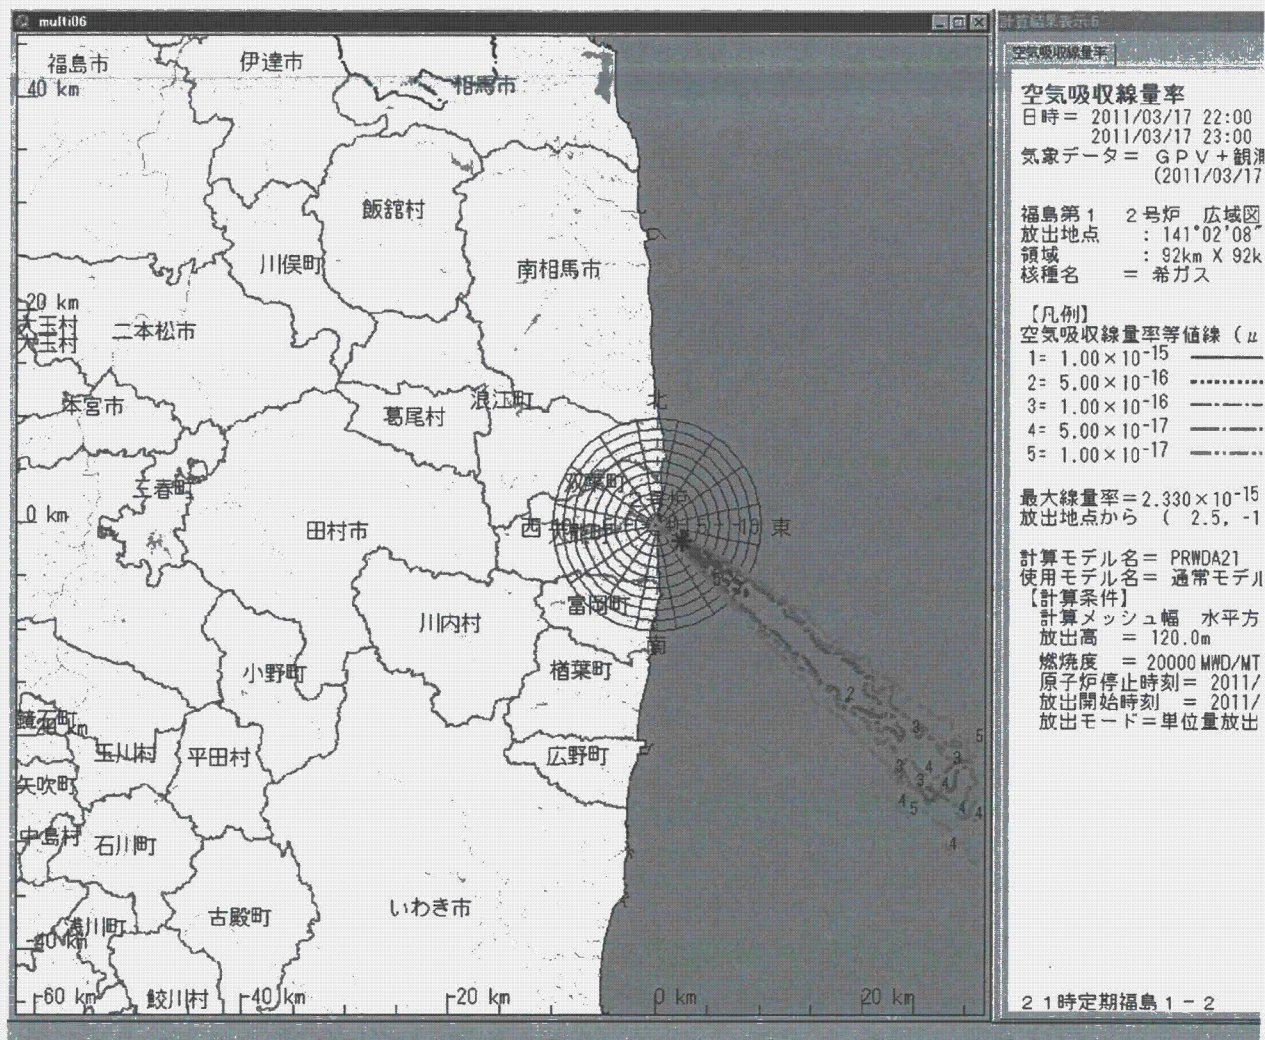 multi06
福島市
伊達市
相馬市
40 km
飯舘村
川俣町
南相馬市
20 km
大玉村
大玉村
二本松市
本宮市
浪江町
葛尾村
北
三春町
双葉町
0 km
田村市
西
東
富岡町
川内村
南
小野町
楢葉町
玉川村
平田村
広野町
矢吹町
中島村
石川町
いわき市
古殿町
浅川町
-40 km
鮫川村
-60 km
-40 km
-20 km
0 km
20 km
計算結果表示6
空気吸収線量率
空気吸収線量率
日時= 2011/03/17 22:00
2011/03/17 23:00
気象データ= GPV+観測
(2011/03/17
福島第1 2号炉 広域図
放出地点 : 141°02'08"
領域 : 92km X 92k
核種名 = 希ガス
【凡例】
空気吸収線量率等値線 (μ
1= 1.00×10-15
2= 5.00×10-16
3= 1.00×10-16
4= 5.00×10-17
5= 1.00×10-17
最大線量率=2.330×10-15
放出地点から ( 2.5, -1
計算モデル名= PRWDA21
使用モデル名= 通常モデル
【計算条件】
計算メッシュ幅 水平方
放出高 = 120.0m
燃焼度 = 20000MWD/MT
原子炉停止時刻= 2011/
放出開始時刻 = 2011/
放出モード=単位量放出
21時定期福島1-2